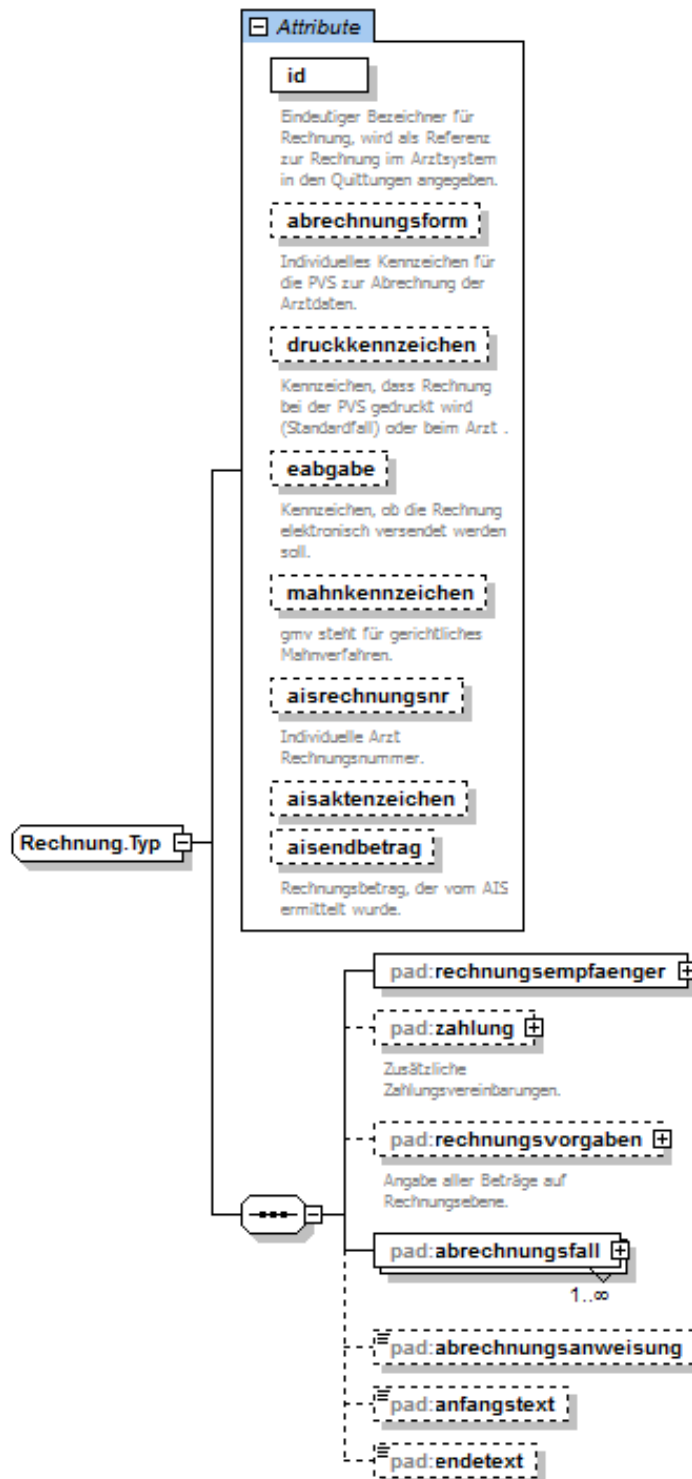 Attribute
id
Eindeutiger Bezeichner für
Rechnung, wird als Referenz
zur Rechnung im Arztsystem
in den Quittungen angegeben.
abrechnungsform
Individuelles Kennzeichen für
die PVS zur Abrechnung der
Arztdaten.
druckkennzeichen
Kennzeichen, dass Rechnung
bei der PVS gedruckt wird
(Standardfall) oder beim Arzt .
eabgabe
Kennzeichen, ob die Rechnung
elektronisch versendet werden
soll.
mahnkennzeichen
gmv steht für gerichtliches
Mahnverfahren.
aisrechnungsnr
Individuelle Arzt
Rechnungsnummer.
aisaktenzeichen
aisendbetrag
Rechnungsbetrag, der vom AIS
ermittelt wurde.
Rechnung.Typ
pad:rechnungsempfaenger
pad:zahlung
Zusätzliche
Zahlungsvereinbarungen.
pad:rechnungsvorgaben
Angabe aller Beträge auf
Rechnungsebene.
pad:abrechnungsfall
1..∞
pad:abrechnungsanweisung
pad:anfangstext
pad:endetext